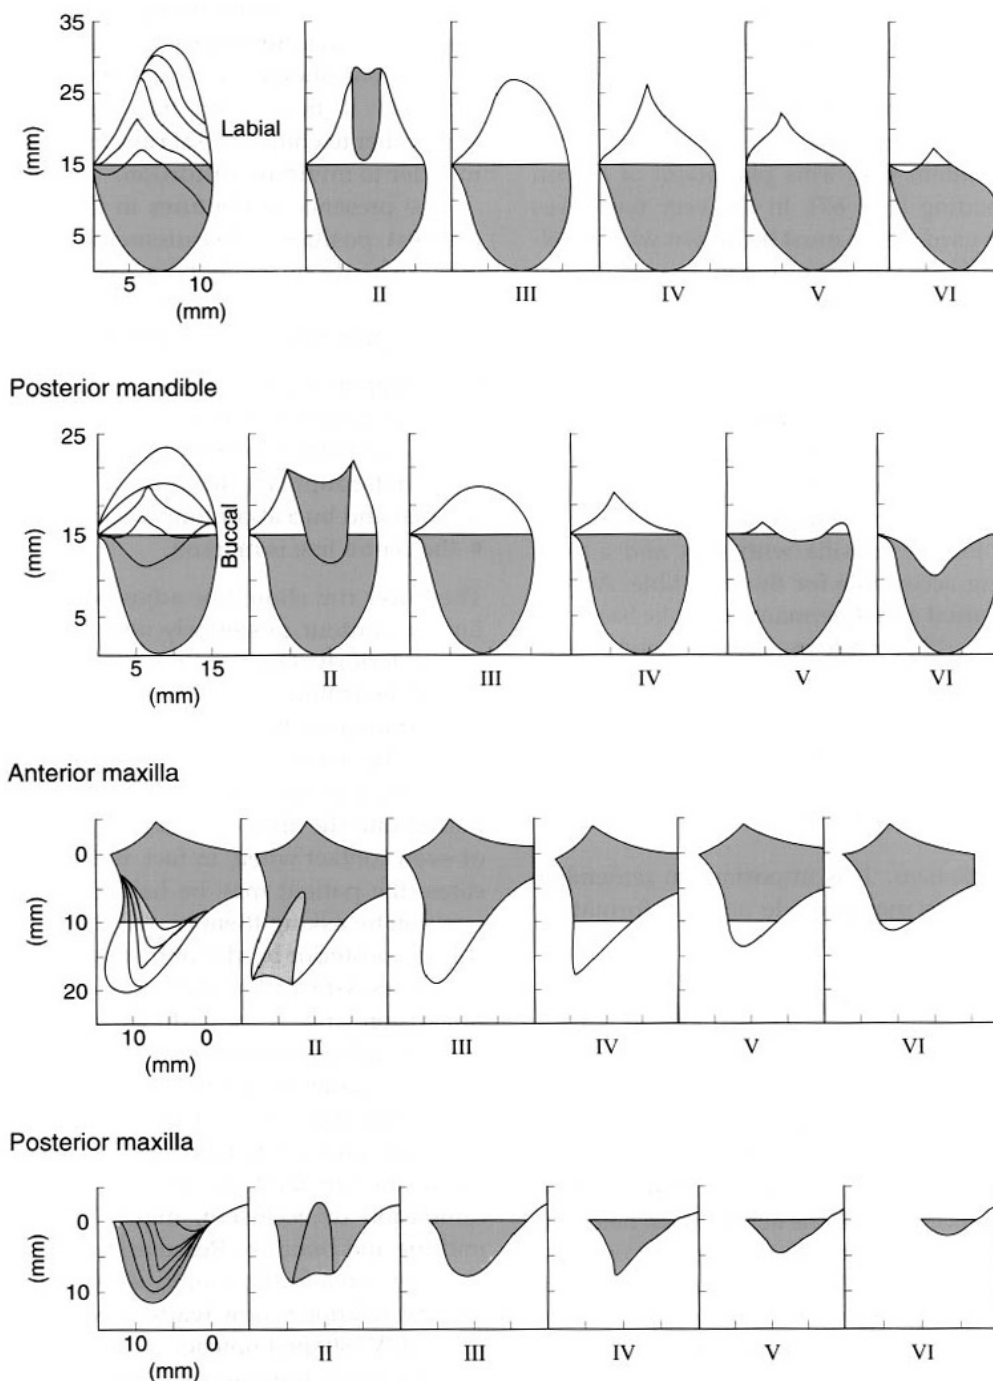 35
25
15
5
(mm)
Labial
5 10
(mm)
II III IV V VI
Posterior mandible
25
15
5
(mm)
Buccal
5 15
(mm)
II III IV V VI
Anterior maxilla
0
10
20
(mm)
10 0
(mm)
II III IV V VI
Posterior maxilla
0
10
(mm)
10 0
(mm)
II III IV V VI